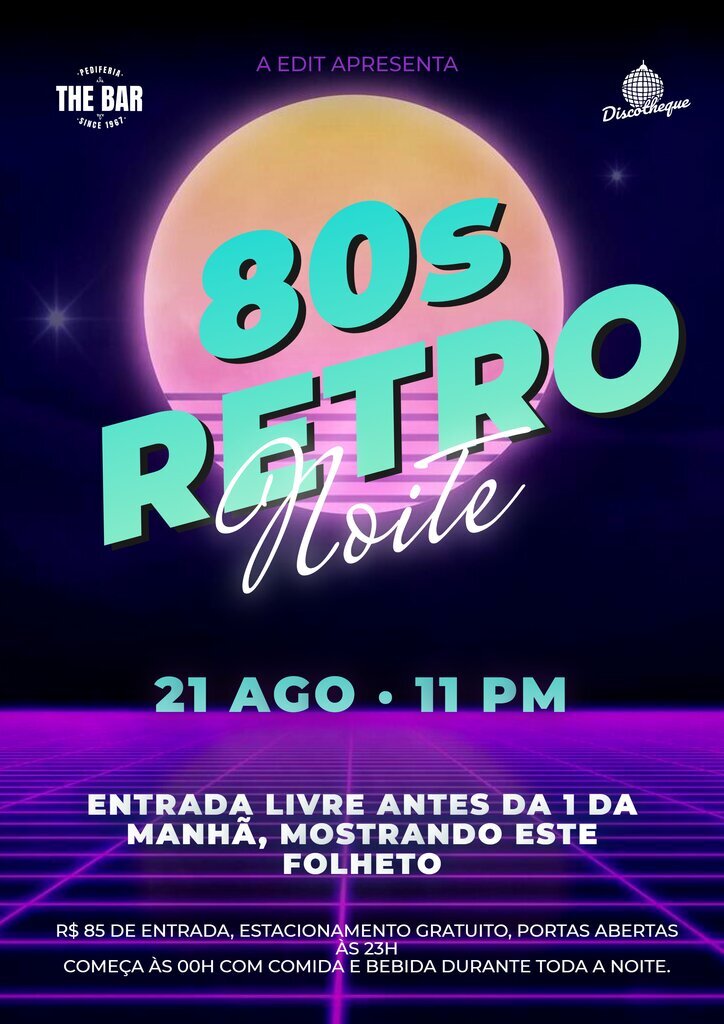 A EDIT APRESENTA
·PEDIFERIA·
THE BAR
·SINCE 1967·
Discotheque
80s
RETRO
Noite
21 AGO • 11 PM
ENTRADA LIVRE ANTES DA 1 DA
MANHÃ, MOSTRANDO ESTE
FOLHETO
R$ 85 DE ENTRADA, ESTACIONAMENTO GRATUITO, PORTAS ABERTAS
ÀS 23H
COMEÇA ÀS 00H COM COMIDA E BEBIDA DURANTE TODA A NOITE.